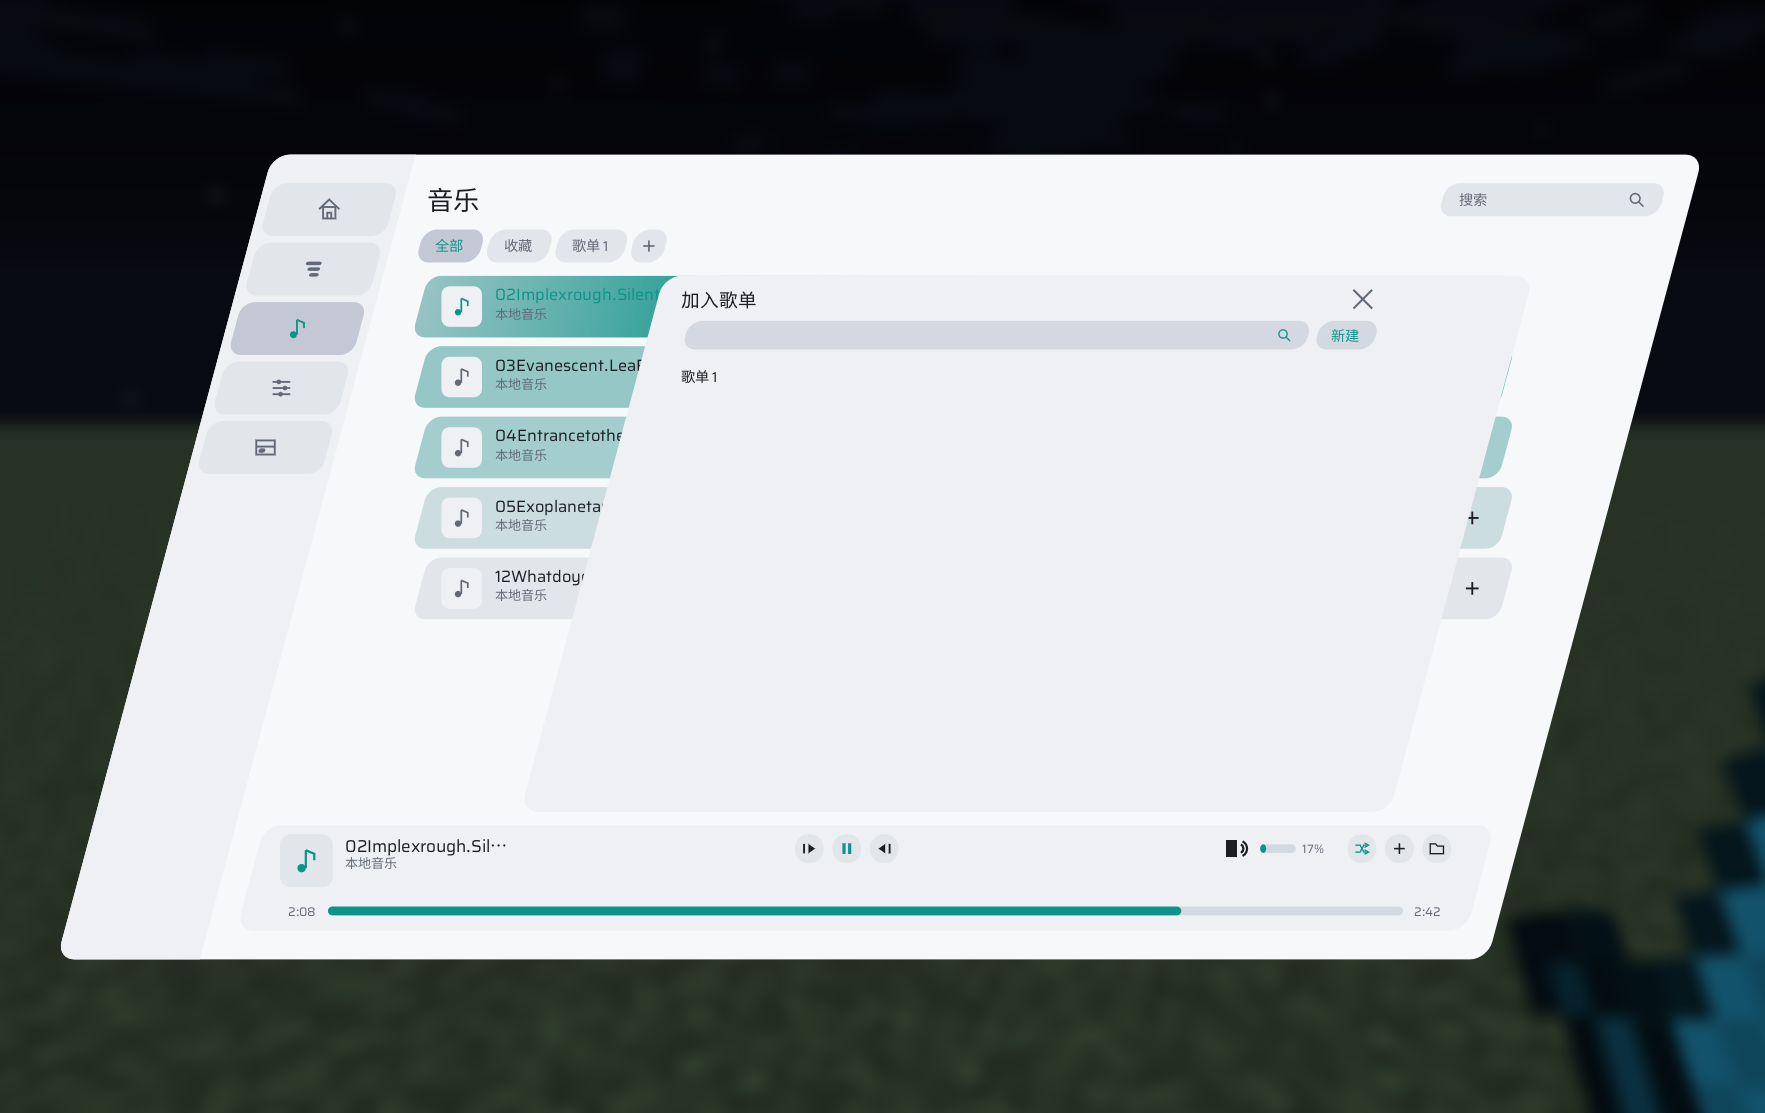 音乐
搜索
全部
收藏
歌单 1
02Implexrough.Silent
本地音乐
03Evanescent.Lea
本地音乐
04Entrancetothe
本地音乐
05Exoplaneta
本地音乐
12Whatdoy
本地音乐
加入歌单
新建
歌单 1
02Implexrough.Sil···
本地音乐
17%
2:08
2:42